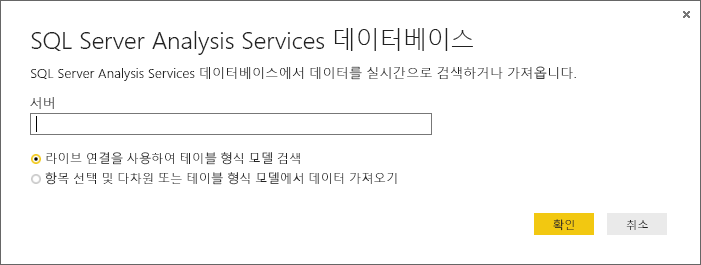 SQL Server Analysis Services 데이터베이스
SQL Server Analysis Services 데이터베이스에서 데이터를 실시간으로 검색하거나 가져옵니다.
서버
라이브 연결을 사용하여 테이블 형식 모델 검색
항목 선택 및 다차원 또는 테이블 형식 모델에서 데이터 가져오기
확인 취소